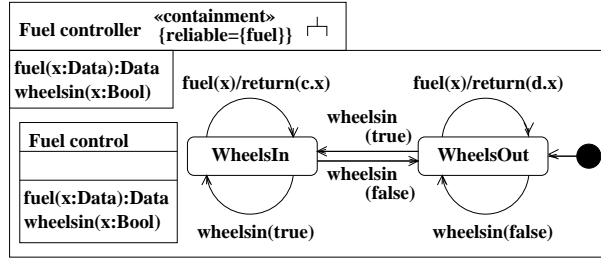 Fuel controller
«containment»
{reliable={fuel}}
fuel(x:Data):Data
wheelsin(x:Bool)
fuel(x)/return(c.x)
fuel(x)/return(d.x)
wheelsin
(true)
WheelsIn
WheelsOut
wheelsin
(false)
wheelsin(true)
wheelsin(false)
Fuel control
fuel(x:Data):Data
wheelsin(x:Bool)